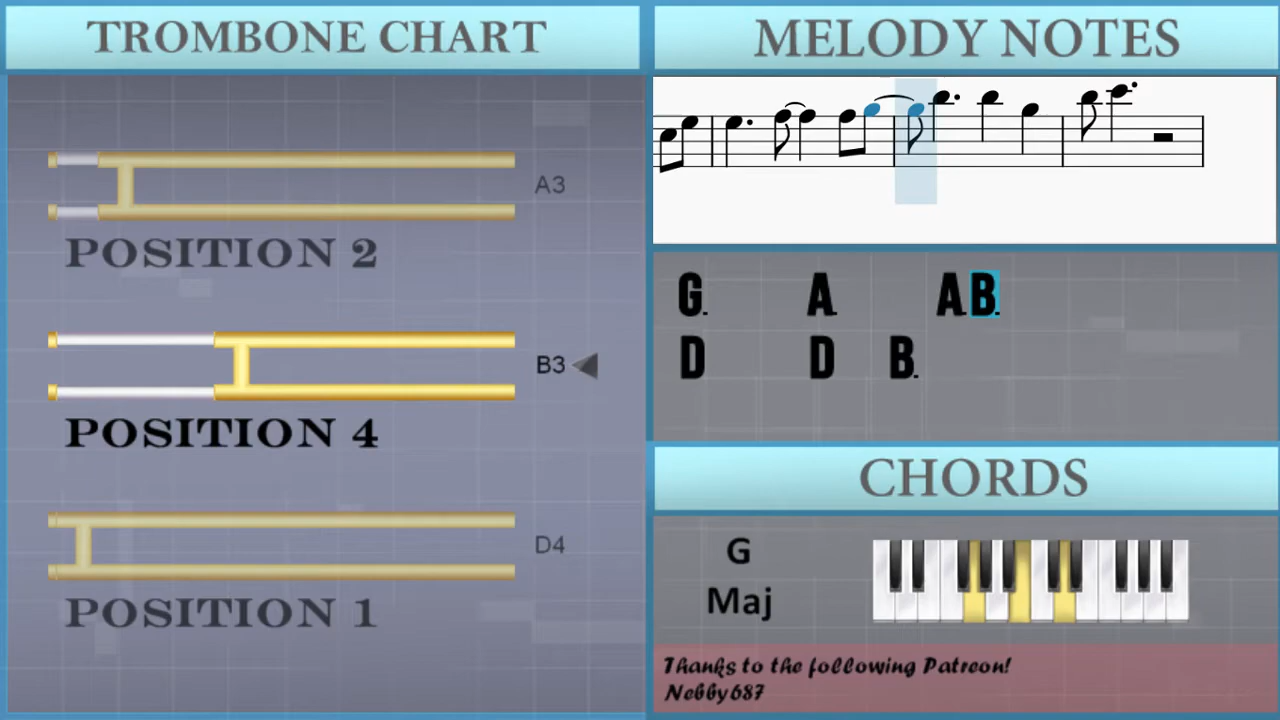 TROMBONE CHART
A3
POSITION 2
B3
POSITION 4
D4
POSITION 1
MELODY NOTES
G. A. A. B.
D D B.
CHORDS
G
Maj
Thanks to the following Patreon!
Nebby687